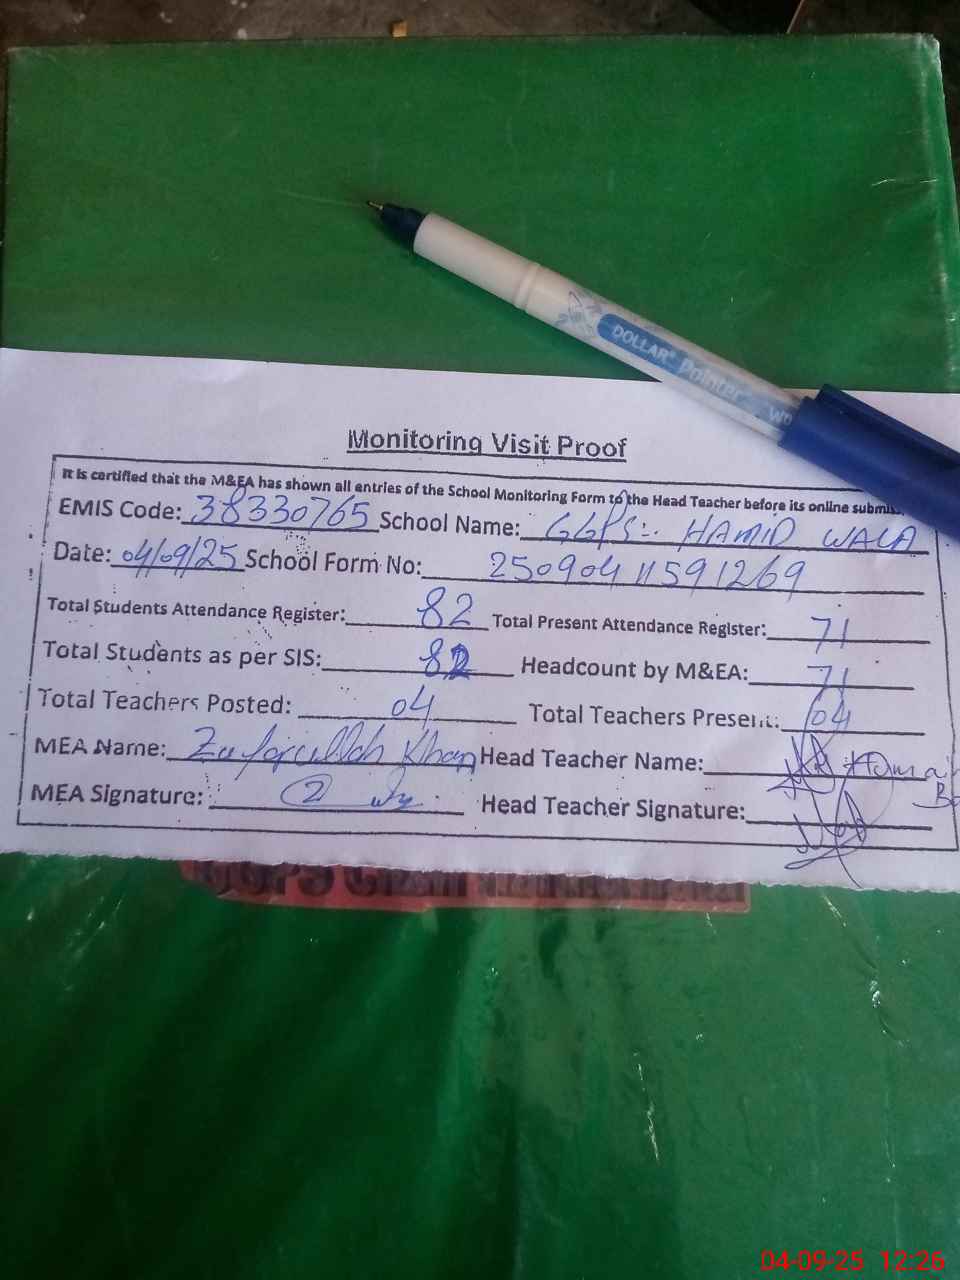 DOLLAR Pointer
Monitoring Visit Proof
It is certified that the M&EA has shown all entries of the School Monitoring Form to the Head Teacher before its online
EMIS Code: 38330765 School Name: GGPS HAMID WALA
Date: 04/09/25 School Form No: 25090411591269
Total Students Attendance Register: 82 Total Present Attendance Register: 71
Total Students as per SIS: 82 Headcount by M&EA: 71
Total Teachers Posted: 04 Total Teachers Present: 04
MEA Name: Zafarullah Khan Head Teacher Name:
MEA Signature: Head Teacher Signature:
GGPS
04-09-25 12:26